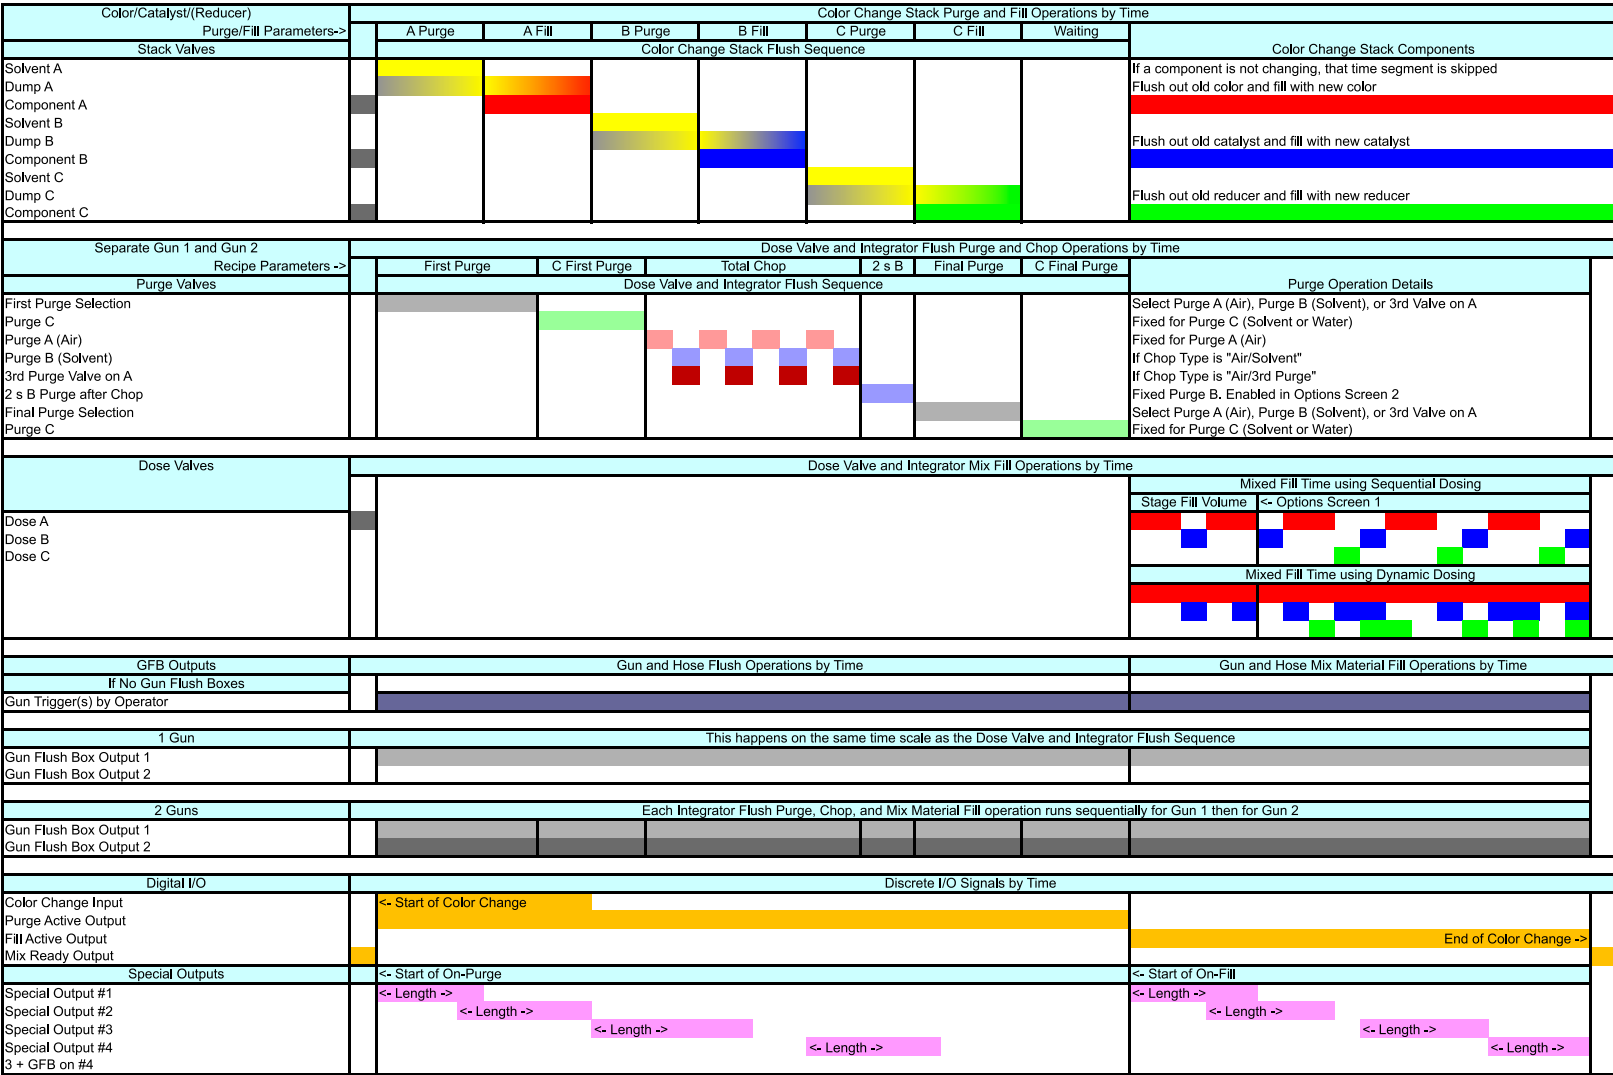 Color/Catalyst/(Reducer)
Color Change Stack Purge and Fill Operations by Time
Purge/Fill Parameters->
A Purge
A Fill
B Purge
B Fill
C Purge
C Fill
Waiting
Stack Valves
Color Change Stack Flush Sequence
Color Change Stack Components
Solvent A
If a component is not changing, that time segment is skipped
Dump A
Flush out old color and fill with new color
Component A
Solvent B
Dump B
Flush out old catalyst and fill with new catalyst
Component B
Solvent C
Dump C
Flush out old reducer and fill with new reducer
Component C
Separate Gun 1 and Gun 2
Dose Valve and Integrator Flush Purge and Chop Operations by Time
Recipe Parameters ->
First Purge
C First Purge
Total Chop
2 s B
Final Purge
C Final Purge
Purge Valves
Dose Valve and Integrator Flush Sequence
Purge Operation Details
First Purge Selection
Select Purge A (Air), Purge B (Solvent), or 3rd Valve on A
Purge C
Fixed for Purge C (Solvent or Water)
Purge A (Air)
Fixed for Purge A (Air)
Purge B (Solvent)
If Chop Type is "Air/Solvent"
3rd Purge Valve on A
If Chop Type is "Air/3rd Purge"
2 s B Purge after Chop
Fixed Purge B. Enabled in Options Screen 2
Final Purge Selection
Select Purge A (Air), Purge B (Solvent), or 3rd Valve on A
Purge C
Fixed for Purge C (Solvent or Water)
Dose Valves
Dose Valve and Integrator Mix Fill Operations by Time
Mixed Fill Time using Sequential Dosing
Stage Fill Volume
<- Options Screen 1
Dose A
Dose B
Dose C
Mixed Fill Time using Dynamic Dosing
GFB Outputs
Gun and Hose Flush Operations by Time
Gun and Hose Mix Material Fill Operations by Time
If No Gun Flush Boxes
Gun Trigger(s) by Operator
1 Gun
This happens on the same time scale as the Dose Valve and Integrator Flush Sequence
Gun Flush Box Output 1
Gun Flush Box Output 2
2 Guns
Each Integrator Flush Purge, Chop, and Mix Material Fill operation runs sequentially for Gun 1 then for Gun 2
Gun Flush Box Output 1
Gun Flush Box Output 2
Digital I/O
Discrete I/O Signals by Time
Color Change Input
<- Start of Color Change
Purge Active Output
Fill Active Output
End of Color Change ->
Mix Ready Output
Special Outputs
<- Start of On-Purge
<- Start of On-Fill
Special Output #1
<- Length ->
<- Length ->
Special Output #2
<- Length ->
<- Length ->
Special Output #3
<- Length ->
<- Length ->
Special Output #4
<- Length ->
<- Length ->
3 + GFB on #4